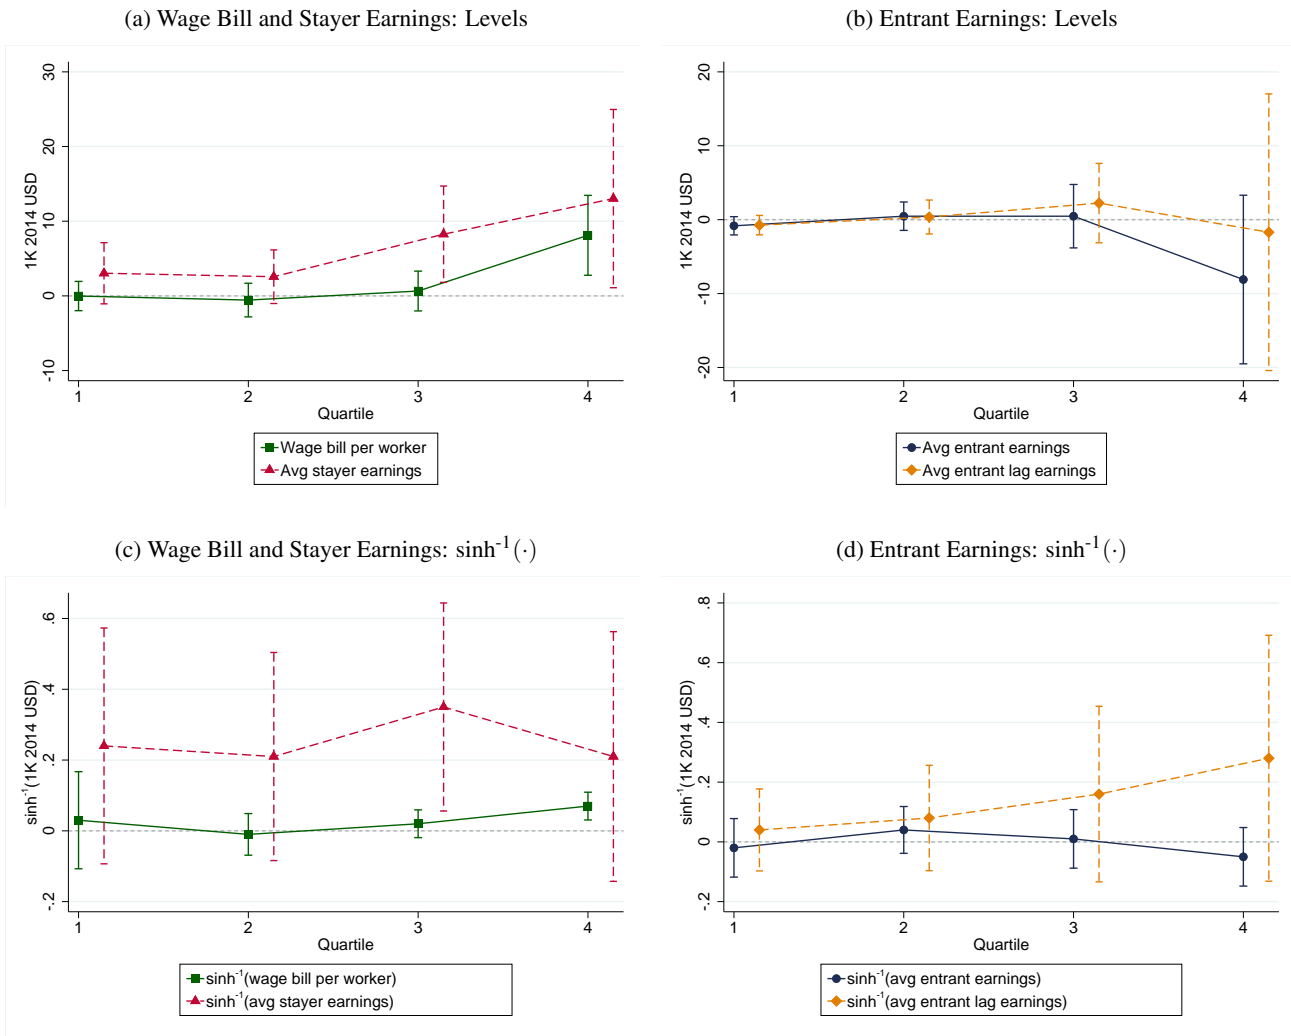 (a) Wage Bill and Stayer Earnings: Levels
1K 2014 USD
30
20
10
0
-10
1 2 3 4
Quartile
Wage bill per worker
Avg stayer earnings
(b) Entrant Earnings: Levels
1K 2014 USD
20
10
0
-10
-20
1 2 3 4
Quartile
Avg entrant earnings
Avg entrant lag earnings
(c) Wage Bill and Stayer Earnings: sinh⁻¹(·)
sinh⁻¹(1K 2014 USD)
.6
.4
.2
0
-.2
1 2 3 4
Quartile
sinh⁻¹(wage bill per worker)
sinh⁻¹(avg stayer earnings)
(d) Entrant Earnings: sinh⁻¹(·)
sinh⁻¹(1K 2014 USD)
.8
.6
.4
.2
0
-.2
1 2 3 4
Quartile
sinh⁻¹(avg entrant earnings)
sinh⁻¹(avg entrant lag earnings)